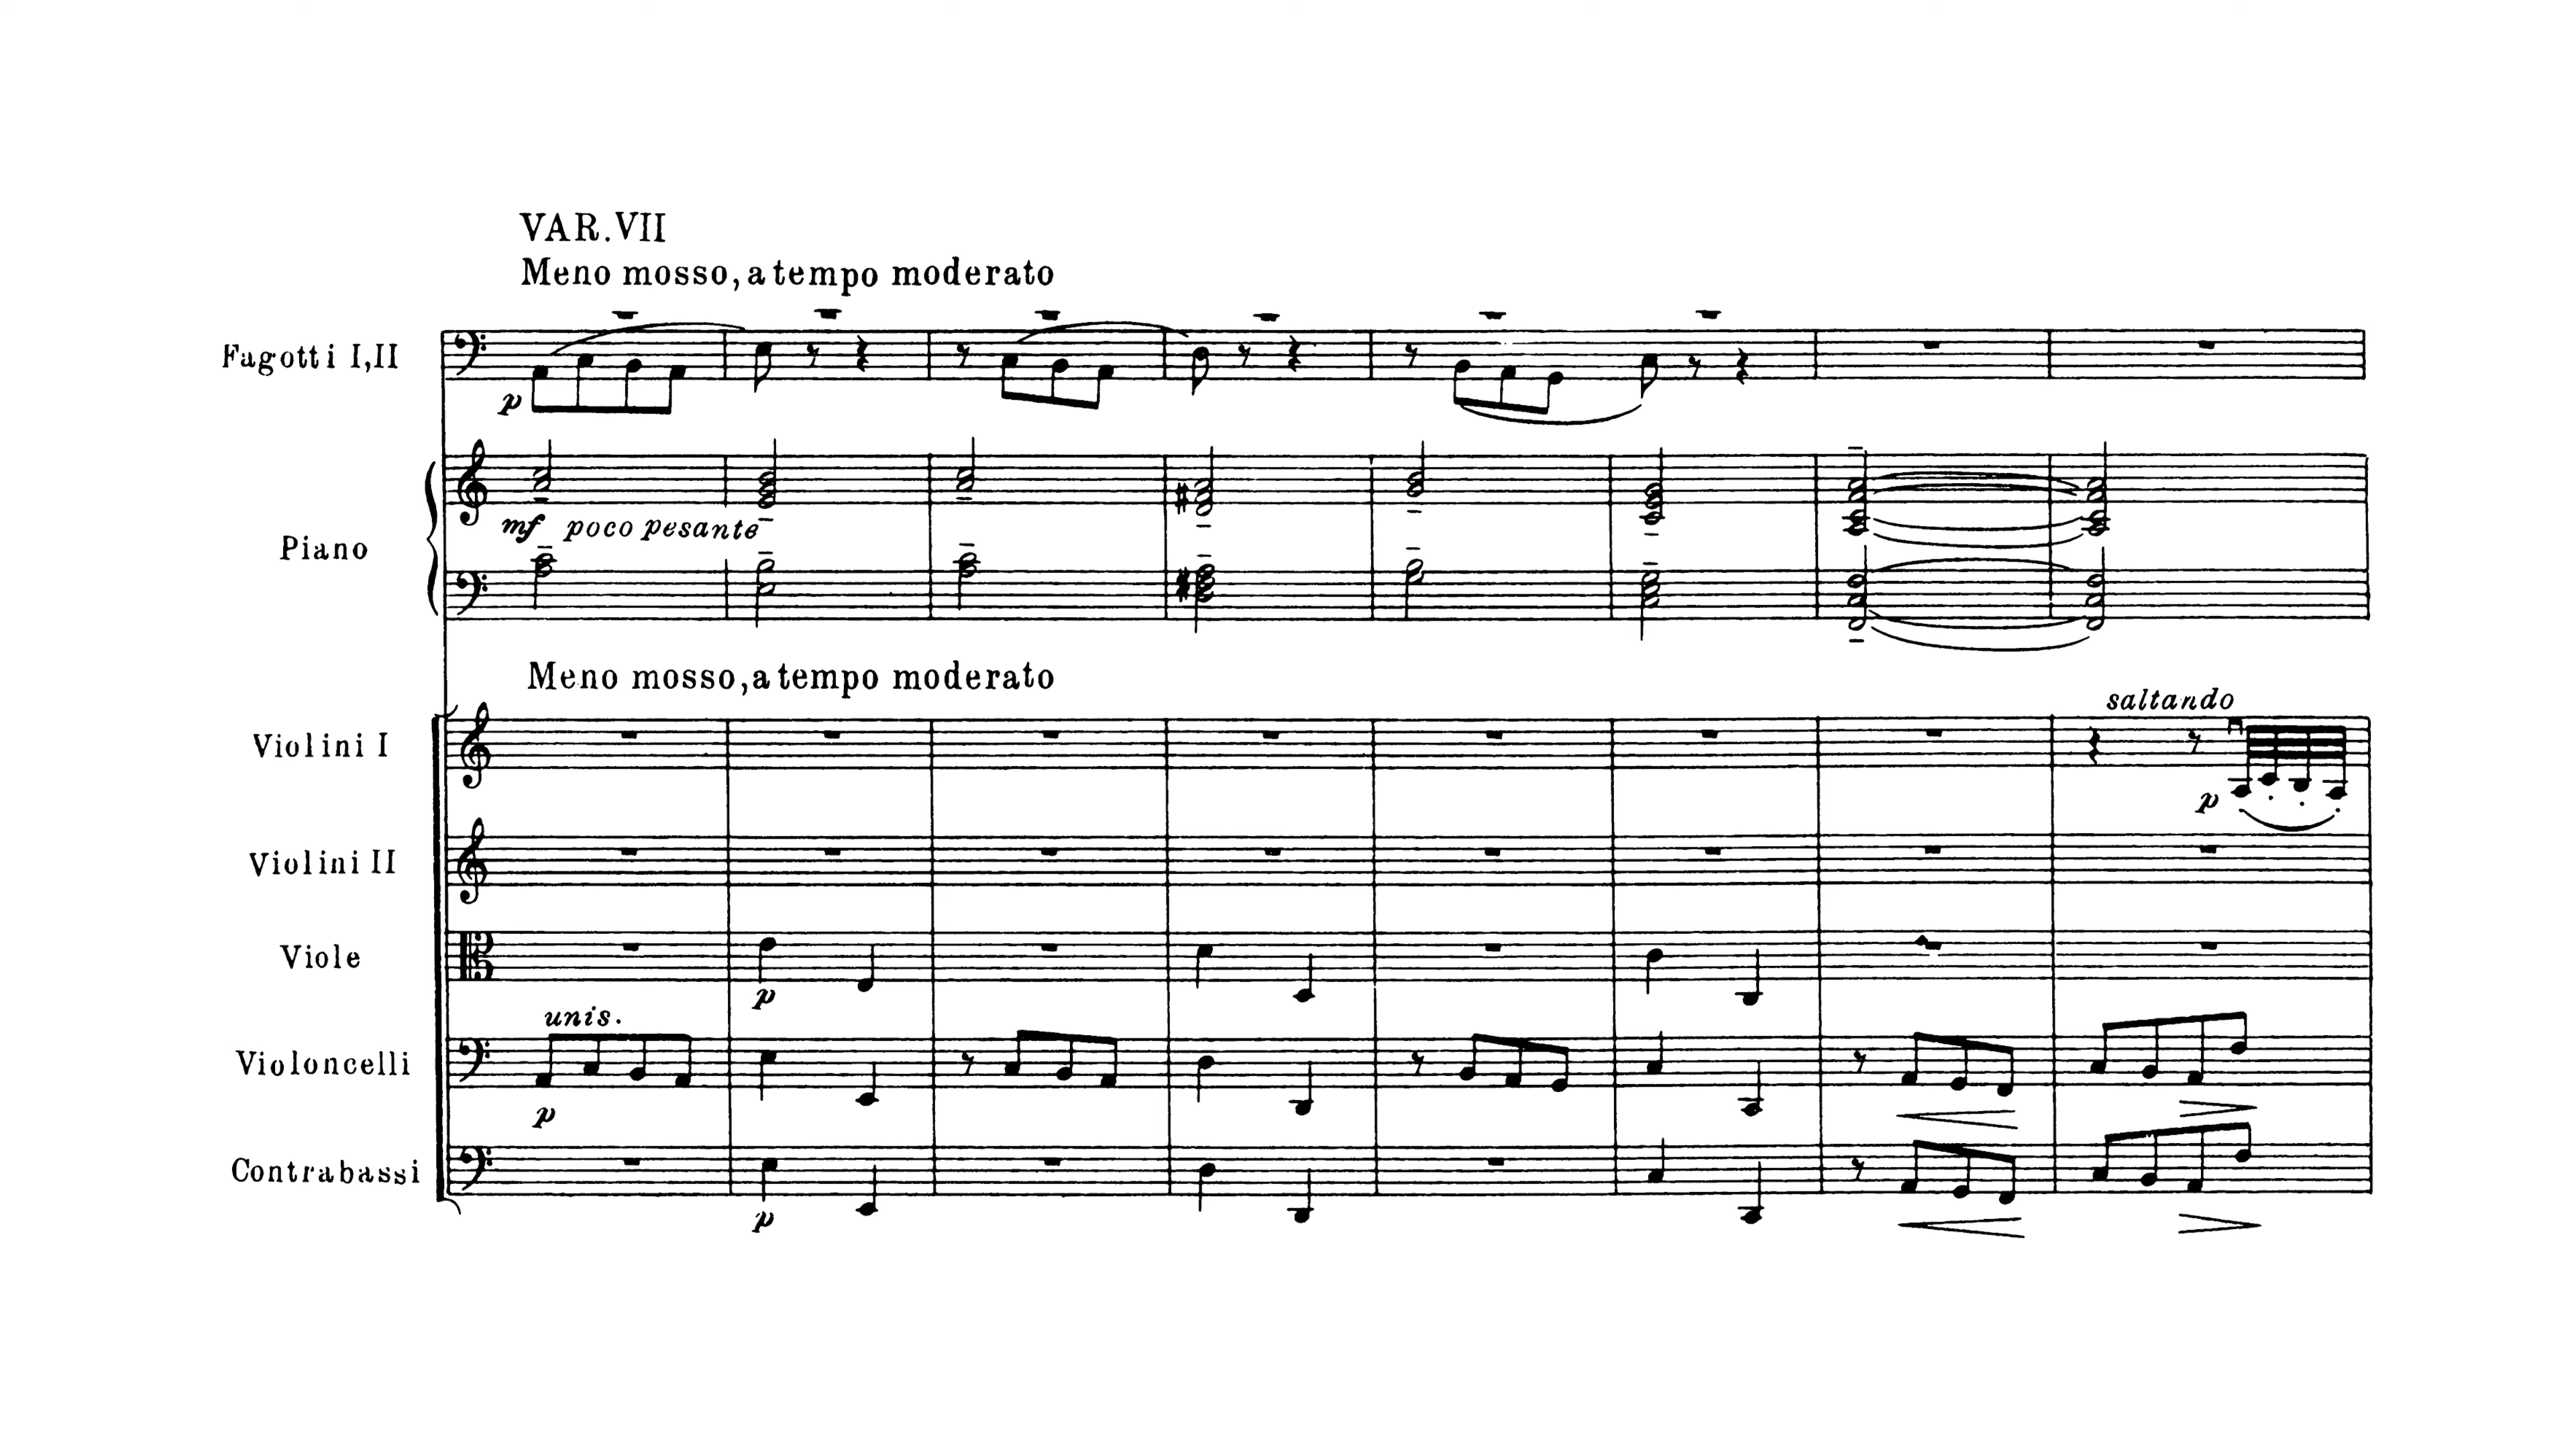 VAR. VII
Meno mosso, a tempo moderato
Fagotti I, II
p
Piano
mf poco pesante
Meno mosso, a tempo moderato
saltando
Violini I
p
Violini II
Viole
p
unis.
Violoncelli
p
Contrabassi
p